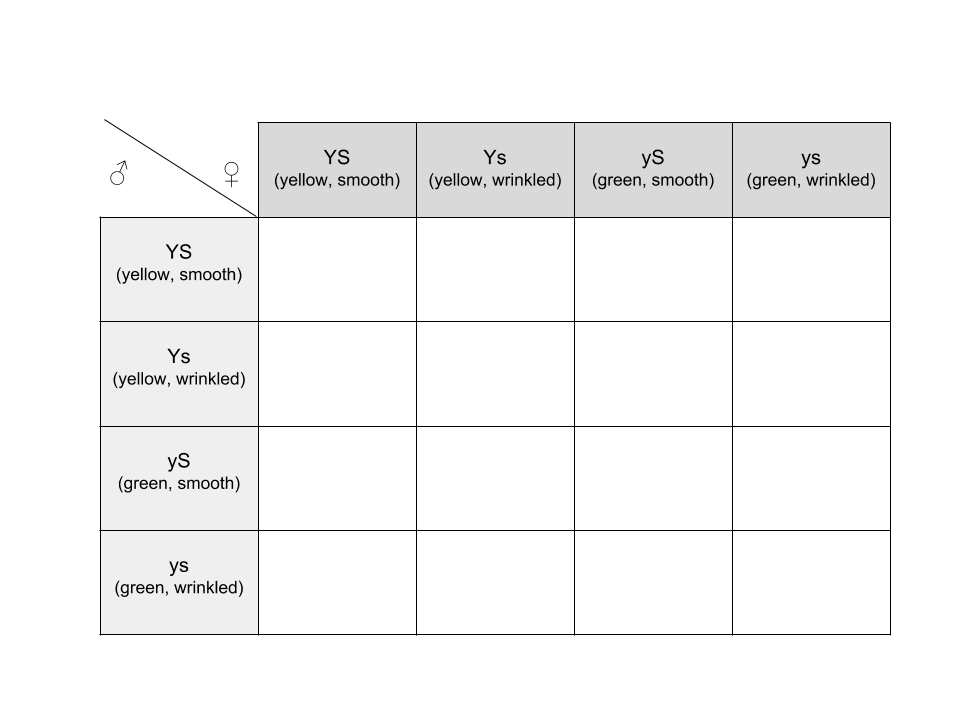 ♂ ♀
YS
(yellow, smooth)
Ys
(yellow, wrinkled)
yS
(green, smooth)
ys
(green, wrinkled)
YS
(yellow, smooth)
Ys
(yellow, wrinkled)
yS
(green, smooth)
ys
(green, wrinkled)